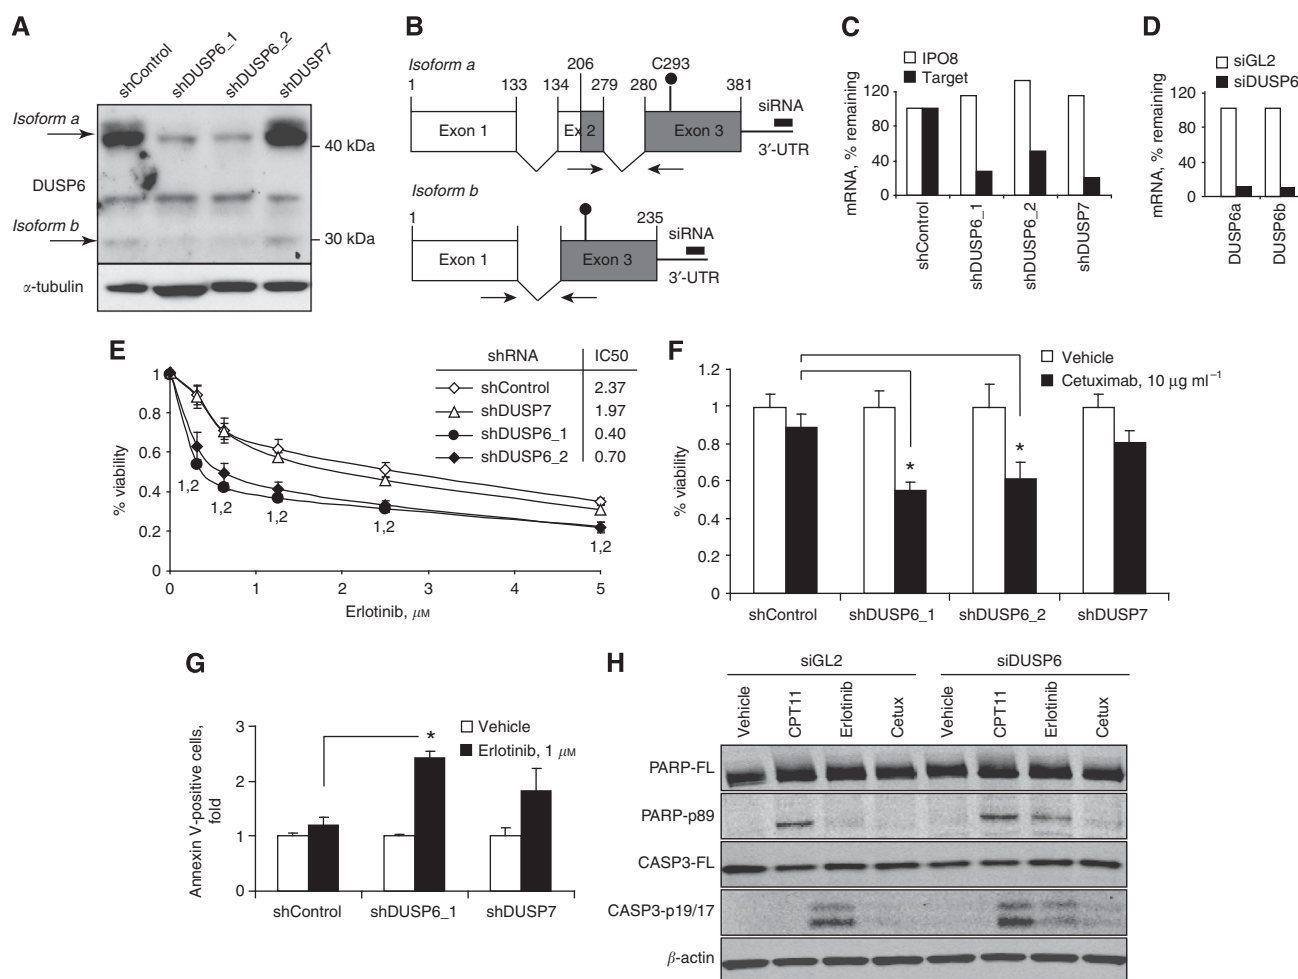 A
shControl
shDUSP6_1
shDUSP6_2
shDUSP7
Isoform a
40 kDa
DUSP6
Isoform b
30 kDa
α-tubulin
B
Isoform a
206
C293
1
133
134
279
280
381
siRNA
Exon 1
Ex 2
Exon 3
3′-UTR
Isoform b
1
235
siRNA
Exon 1
Exon 3
3′-UTR
C
IPO8
Target
mRNA, % remaining
120
80
40
0
shControl
shDUSP6_1
shDUSP6_2
shDUSP7
D
siGL2
siDUSP6
mRNA, % remaining
120
80
40
0
DUSP6a
DUSP6b
E
shRNA IC50
shControl 2.37
shDUSP7 1.97
shDUSP6_1 0.40
shDUSP6_2 0.70
% viability
1
0.8
0.6
0.4
0.2
0
1,2
1,2
1,2
1,2
1,2
0 1 2 3 4 5
Erlotinib, μM
F
Vehicle
Cetuximab, 10 μg ml−1
% viability
1.2
1
0.8
0.6
0.4
0.2
0
*
*
shControl shDUSP6_1 shDUSP6_2 shDUSP7
G
Vehicle
Erlotinib, 1 μM
Annexin V-positive cells,
fold
3
2
1
0
*
shControl shDUSP6_1 shDUSP7
H
siGL2 siDUSP6
Vehicle
CPT11
Erlotinib
Cetux
Vehicle
CPT11
Erlotinib
Cetux
PARP-FL
PARP-p89
CASP3-FL
CASP3-p19/17
β-actin